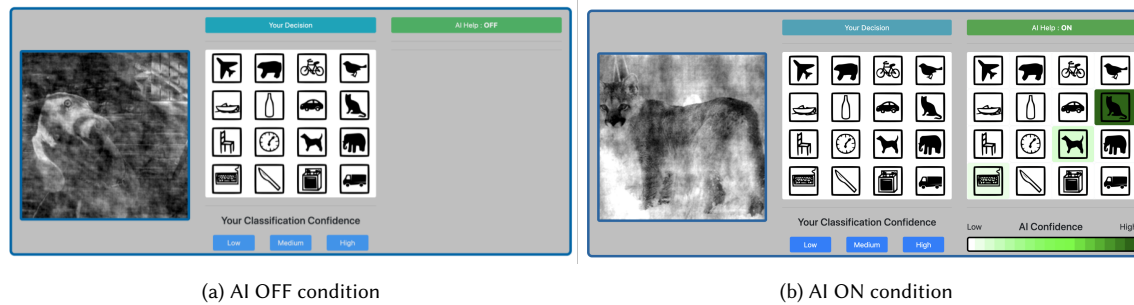 Your Decision
AI Help : OFF
Your Classification Confidence
Low Medium High
(a) AI OFF condition
Your Decision
AI Help : ON
Your Classification Confidence
Low Medium High
Low AI Confidence High
(b) AI ON condition